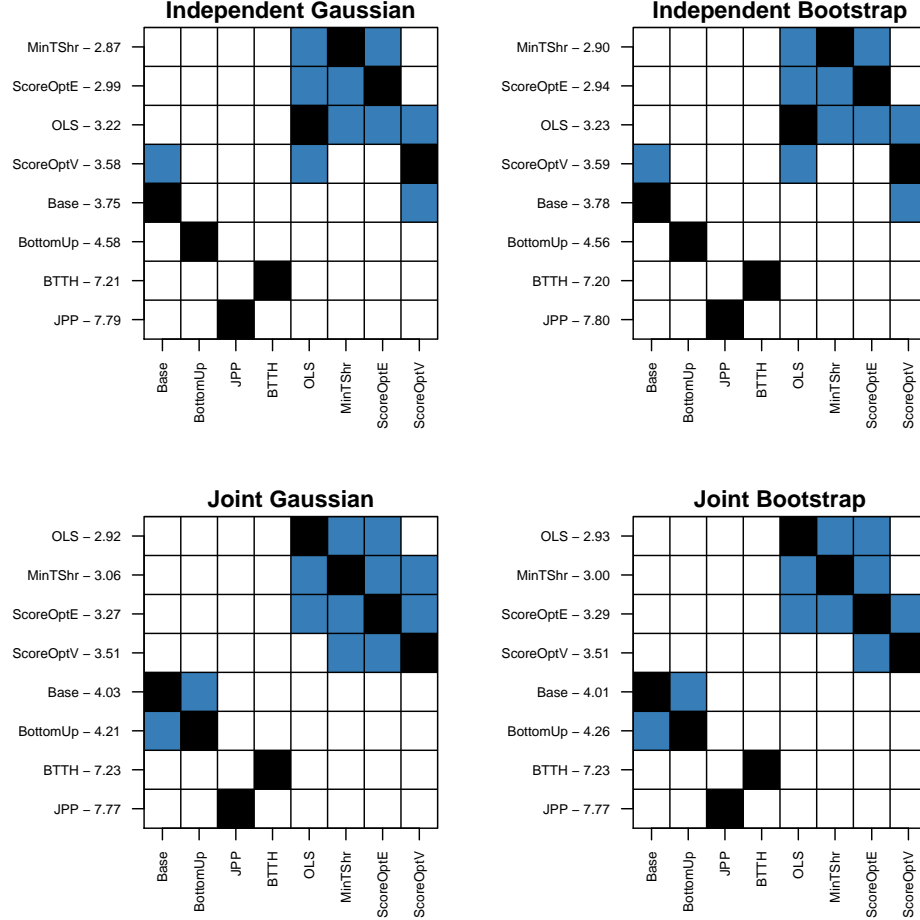 Independent Gaussian
MinTShr – 2.87
ScoreOptE – 2.99
OLS – 3.22
ScoreOptV – 3.58
Base – 3.75
BottomUp – 4.58
BTTH – 7.21
JPP – 7.79
Base
BottomUp
JPP
BTTH
OLS
MinTShr
ScoreOptE
ScoreOptV
Independent Bootstrap
MinTShr – 2.90
ScoreOptE – 2.94
OLS – 3.23
ScoreOptV – 3.59
Base – 3.78
BottomUp – 4.56
BTTH – 7.20
JPP – 7.80
Base
BottomUp
JPP
BTTH
OLS
MinTShr
ScoreOptE
ScoreOptV
Joint Gaussian
OLS – 2.92
MinTShr – 3.06
ScoreOptE – 3.27
ScoreOptV – 3.51
Base – 4.03
BottomUp – 4.21
BTTH – 7.23
JPP – 7.77
Base
BottomUp
JPP
BTTH
OLS
MinTShr
ScoreOptE
ScoreOptV
Joint Bootstrap
OLS – 2.93
MinTShr – 3.00
ScoreOptE – 3.29
ScoreOptV – 3.51
Base – 4.01
BottomUp – 4.26
BTTH – 7.23
JPP – 7.77
Base
BottomUp
JPP
BTTH
OLS
MinTShr
ScoreOptE
ScoreOptV